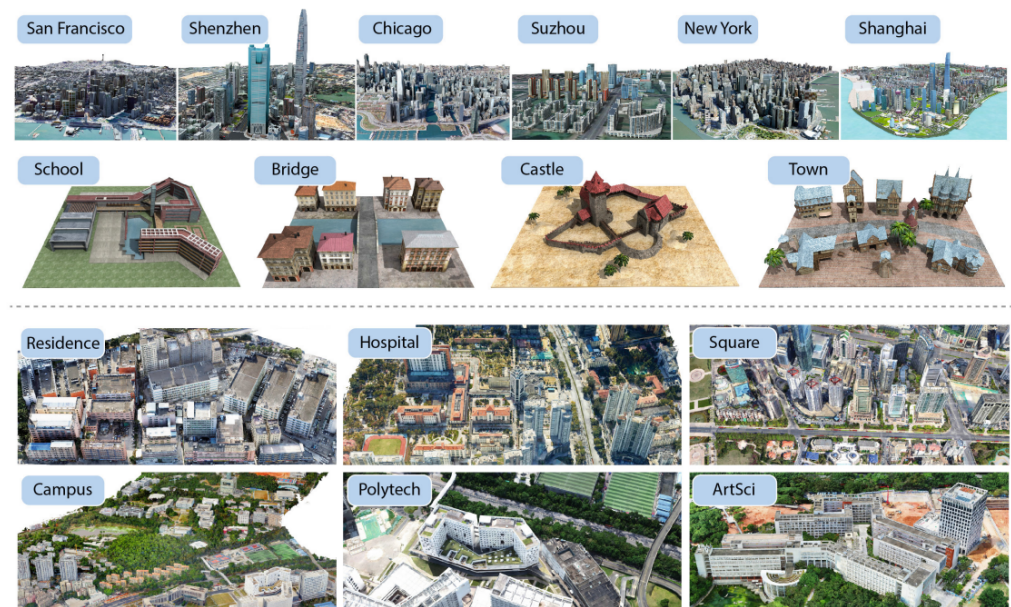 San Francisco
Shenzhen
Chicago
Suzhou
New York
Shanghai
School
Bridge
Castle
Town
Residence
Hospital
Square
Campus
Polytech
ArtSci